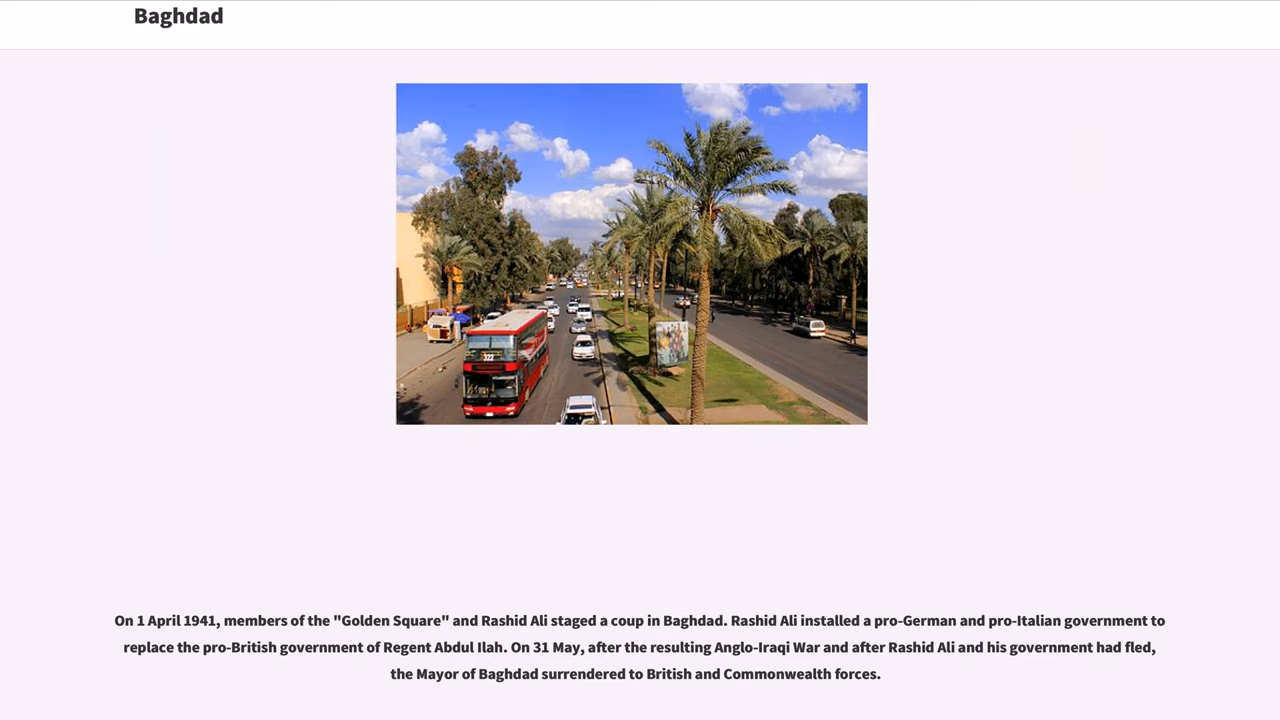 Baghdad
On 1 April 1941, members of the "Golden Square" and Rashid Ali staged a coup in Baghdad. Rashid Ali installed a pro-German and pro-Italian government to
replace the pro-British government of Regent Abdul Ilah. On 31 May, after the resulting Anglo-Iraqi War and after Rashid Ali and his government had fled,
the Mayor of Baghdad surrendered to British and Commonwealth forces.